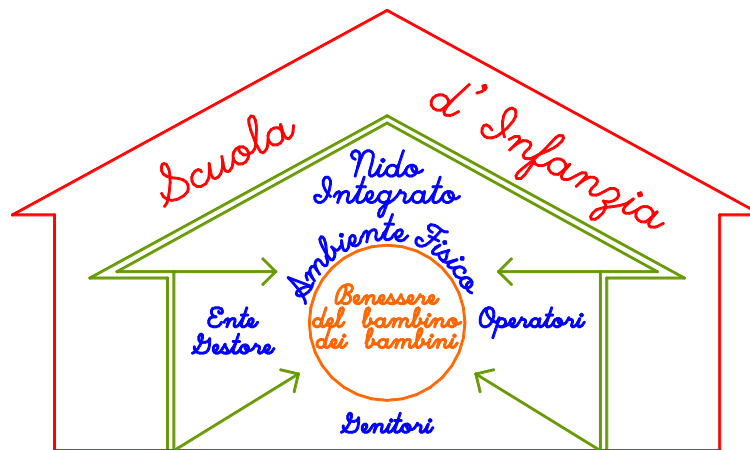 Scuola d'Infanzia
Nido
Integrato
Ambiente Fisico
Benessere
del bambino
dei bambini
Ente
Gestore
Operatori
Genitori